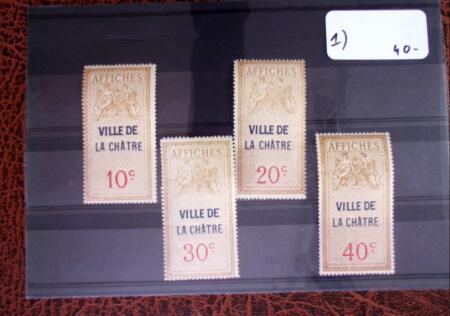 1)
40-
AFFICHES
VILLE DE
LA CHÂTRE
10c
AFFICHES
VILLE DE
LA CHÂTRE
20c
AFFICHES
VILLE DE
LA CHÂTRE
30c
AFFICHES
VILLE DE
LA CHÂTRE
40c